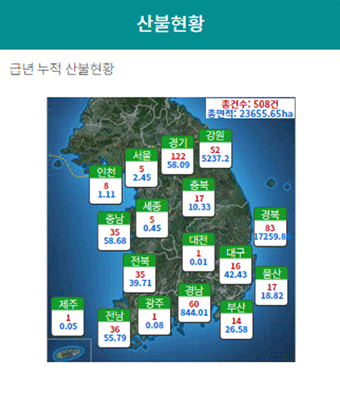 산불현황
금년 누적 산불현황
총건수: 508건
총면적: 23655.65ha
강원
52
5237.2
경기
122
58.09
서울
5
2.45
인천
8
1.11
충북
17
10.33
세종
5
0.45
충남
35
58.68
경북
83
17259.8
대전
1
0.01
대구
16
42.43
전북
35
39.71
울산
17
18.82
경남
60
844.01
제주
1
0.05
광주
1
0.08
전남
36
55.79
부산
14
26.58